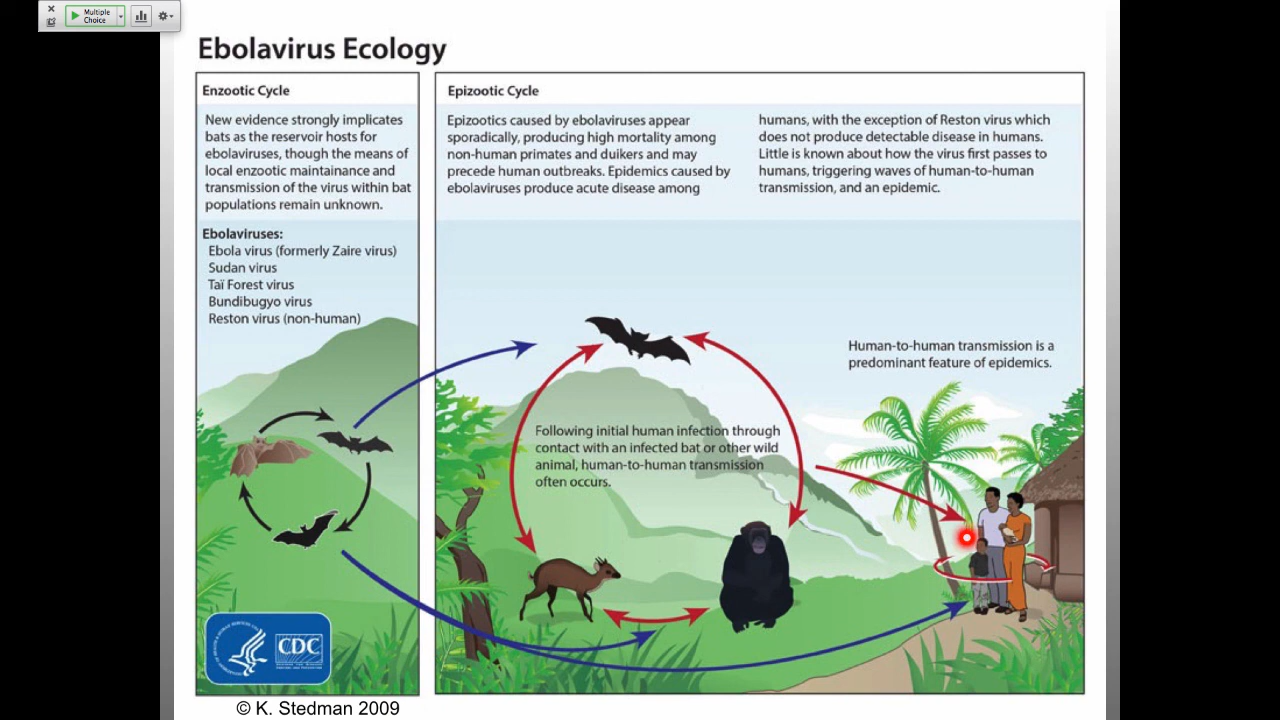 Multiple
Choice
Ebolavirus Ecology
Enzootic Cycle
New evidence strongly implicates
bats as the reservoir hosts for
ebolaviruses, though the means of
local enzootic maintainance and
transmission of the virus within bat
populations remain unknown.
Ebolaviruses:
Ebola virus (formerly Zaire virus)
Sudan virus
Taï Forest virus
Bundibugyo virus
Reston virus (non-human)
Epizootic Cycle
Epizootics caused by ebolaviruses appear
sporadically, producing high mortality among
non-human primates and duikers and may
precede human outbreaks. Epidemics caused by
ebolaviruses produce acute disease among
humans, with the exception of Reston virus which
does not produce detectable disease in humans.
Little is known about how the virus first passes to
humans, triggering waves of human-to-human
transmission, and an epidemic.
Human-to-human transmission is a
predominant feature of epidemics.
Following initial human infection through
contact with an infected bat or other wild
animal, human-to-human transmission
often occurs.
CDC
© K. Stedman 2009